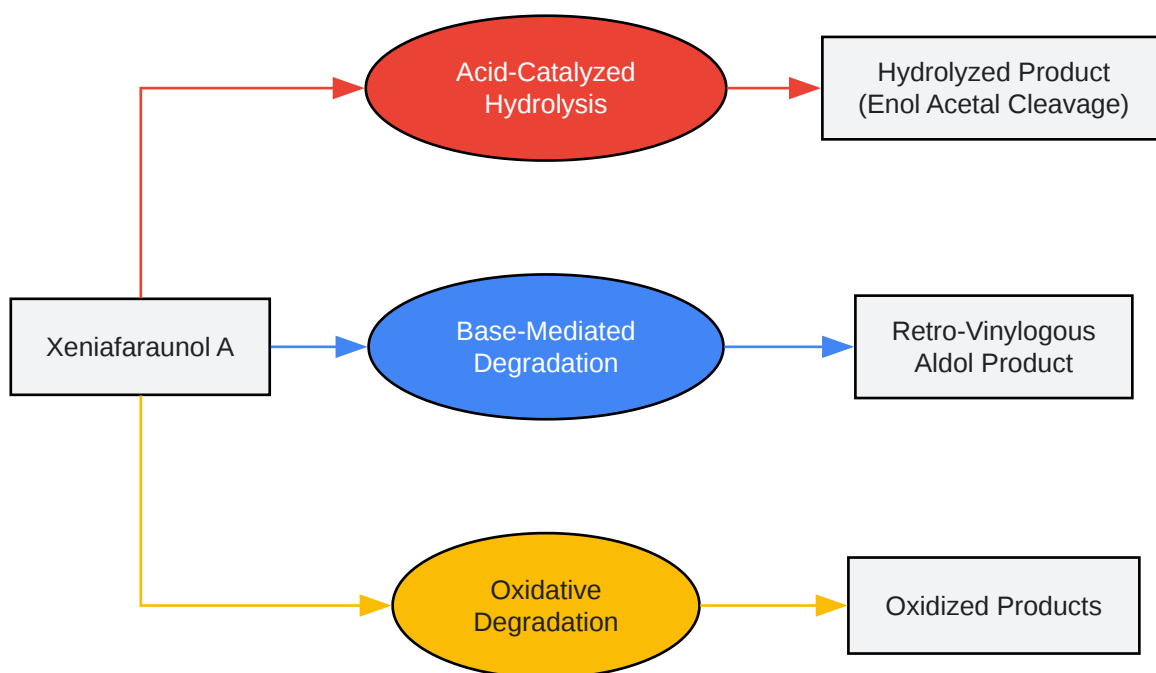 Acid-Catalyzed
Hydrolysis
Hydrolyzed Product
(Enol Acetal Cleavage)
Xeniafaraunol A
Base-Mediated
Degradation
Retro-Vinylogous
Aldol Product
Oxidative
Degradation
Oxidized Products